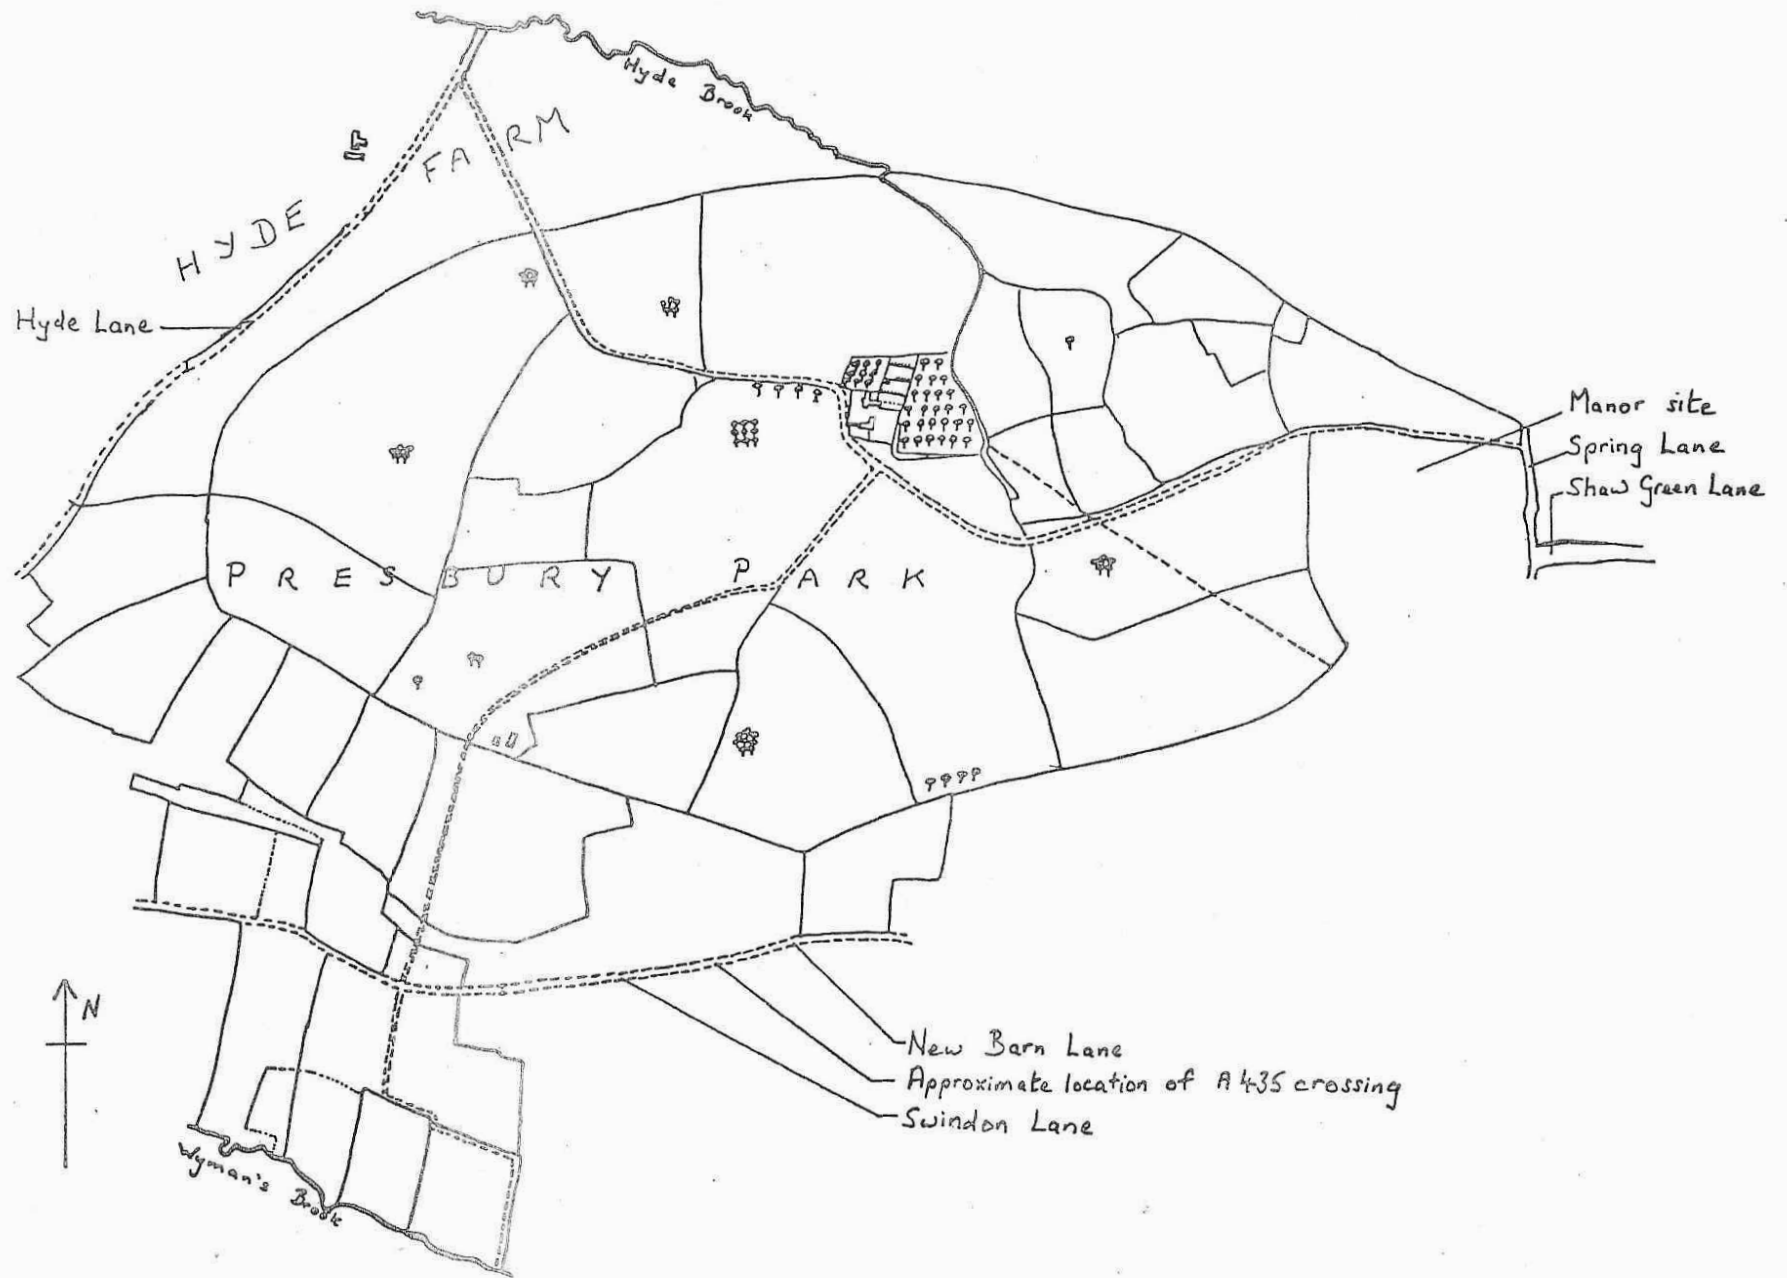 Hyde Brook
HYDE FARM
Hyde Lane
Manor site
Spring Lane
Shaw Green Lane
PRESBURY PARK
N
New Barn Lane
Approximate location of A435 crossing
Swindon Lane
Wyman's Brook